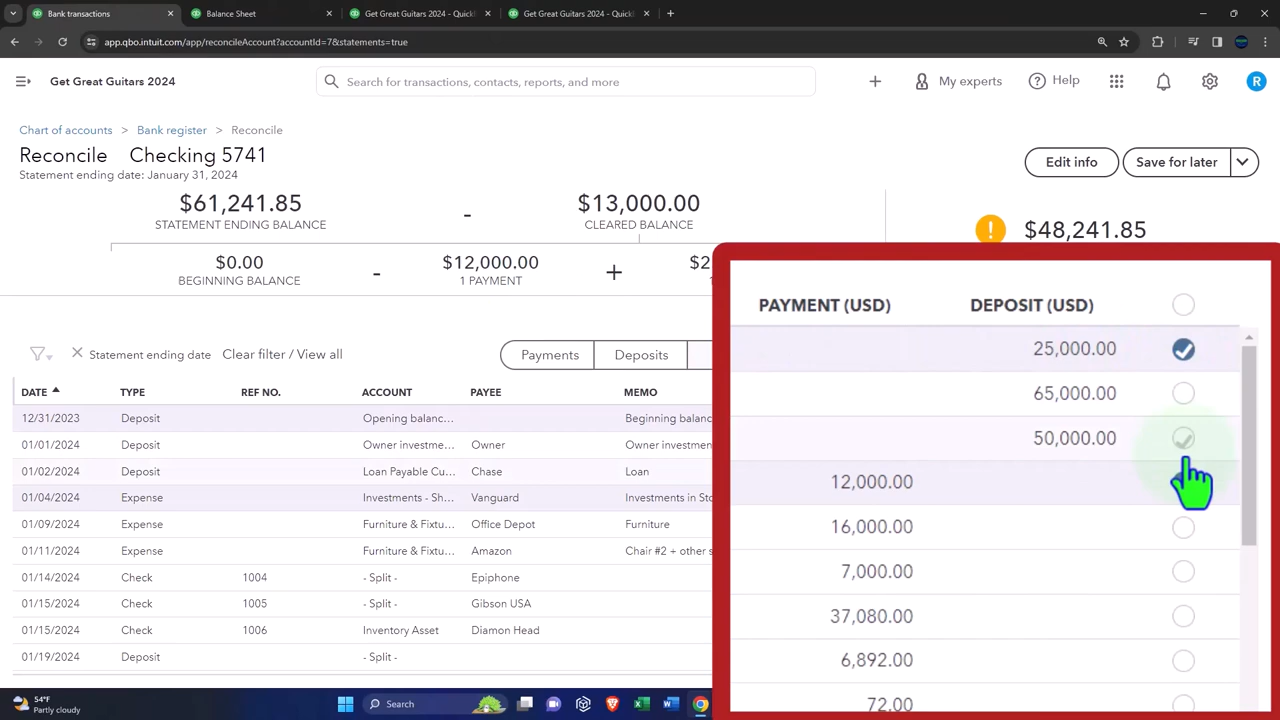 Bank transactions
Balance Sheet
Get Great Guitars 2024 - QuickB
Get Great Guitars 2024 - QuickB
app.qbo.intuit.com/app/reconcileAccount?accountId=7&statements=true
Get Great Guitars 2024
Search for transactions, contacts, reports, and more
My experts
Help
R
Chart of accounts > Bank register > Reconcile
Reconcile Checking 5741
Statement ending date: January 31, 2024
Edit info
Save for later
$61,241.85
STATEMENT ENDING BALANCE
-
$13,000.00
CLEARED BALANCE
! $48,241.85
$0.00
BEGINNING BALANCE
-
$12,000.00
1 PAYMENT
+
$2
Statement ending date Clear filter / View all
Payments Deposits
DATE TYPE REF NO. ACCOUNT PAYEE MEMO PAYMENT (USD) DEPOSIT (USD)
12/31/2023 Deposit Opening balanc... Beginning balanc 25,000.00
01/01/2024 Deposit Owner investme... Owner Owner investment 65,000.00
01/02/2024 Deposit Loan Payable Cu... Chase Loan 50,000.00
01/04/2024 Expense Investments - Sh... Vanguard Investments in Sto 12,000.00
01/09/2024 Expense Furniture & Fixtu... Office Depot Furniture 16,000.00
01/11/2024 Expense Furniture & Fixtu... Amazon Chair #2 + other s 7,000.00
01/14/2024 Check 1004 - Split - Epiphone 37,080.00
01/15/2024 Check 1005 - Split - Gibson USA 6,892.00
01/15/2024 Check 1006 Inventory Asset Diamon Head 72.00
01/19/2024 Deposit - Split -
54°F
Partly cloudy
Search